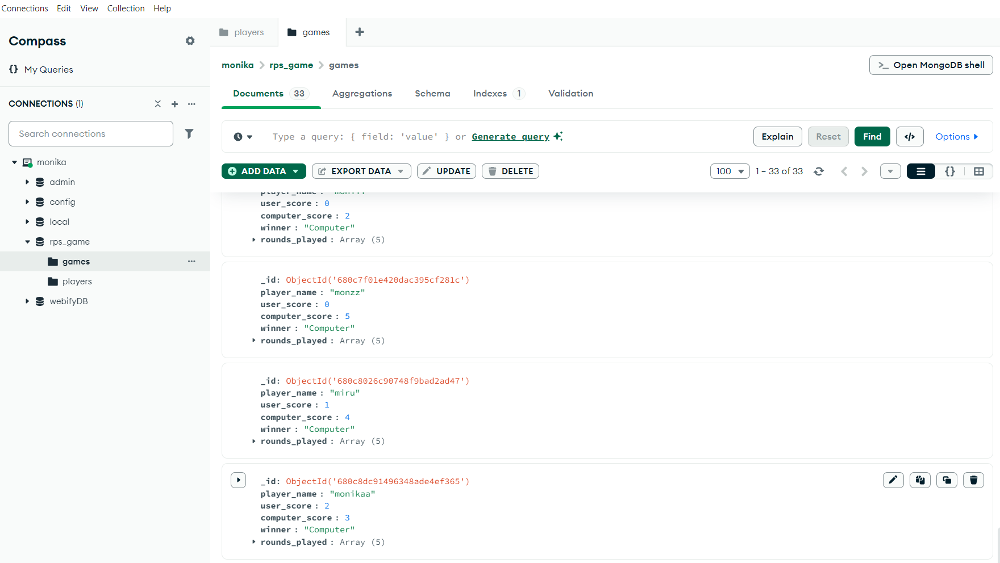 Connections Edit View Collection Help
Compass
{} My Queries
CONNECTIONS (1)
Search connections
monika
admin
config
local
rps_game
games
players
webifyDB
players games
monika > rps_game > games
>_ Open MongoDB shell
Documents 33 Aggregations Schema Indexes 1 Validation
Type a query: { field: 'value' } or Generate query
Explain Reset Find </> Options
ADD DATA EXPORT DATA UPDATE DELETE
100 1 – 33 of 33 {}
user_score : 0
computer_score : 2
winner : "Computer"
rounds_played : Array (5)
_id: ObjectId('680c7f01e420dac395cf281c')
player_name : "monzz"
user_score : 0
computer_score : 5
winner : "Computer"
rounds_played : Array (5)
_id: ObjectId('680c8026c90748f9bad2ad47')
player_name : "miru"
user_score : 1
computer_score : 4
winner : "Computer"
rounds_played : Array (5)
_id: ObjectId('680c8dc91496348ade4ef365')
player_name : "monikaa"
user_score : 2
computer_score : 3
winner : "Computer"
rounds_played : Array (5)